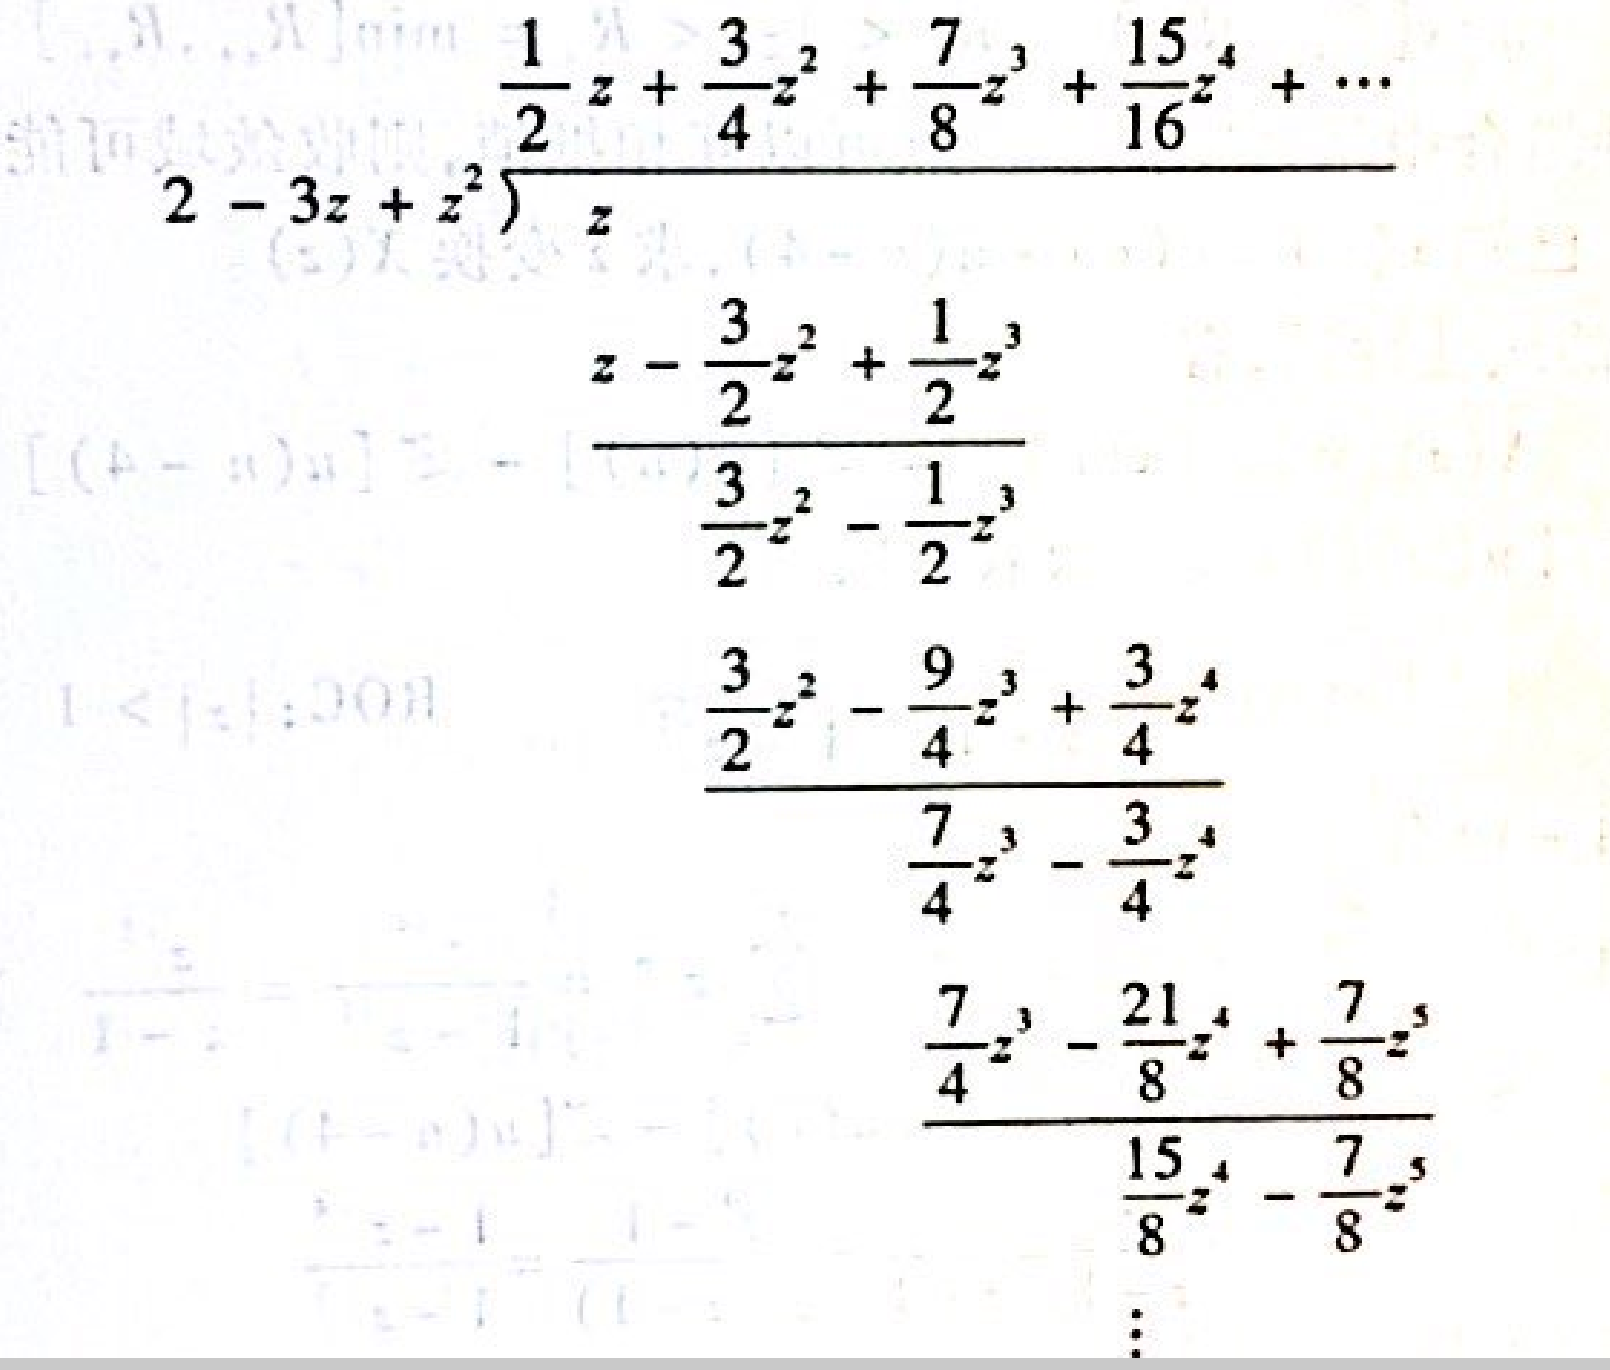 1/2 z + 3/4 z² + 7/8 z³ + 15/16 z⁴ + ⋯
2 − 3z + z² ) z
z − 3/2 z² + 1/2 z³
3/2 z² − 1/2 z³
3/2 z² − 9/4 z³ + 3/4 z⁴
7/4 z³ − 3/4 z⁴
7/4 z³ − 21/8 z⁴ + 7/8 z⁵
15/8 z⁴ − 7/8 z⁵
⋮